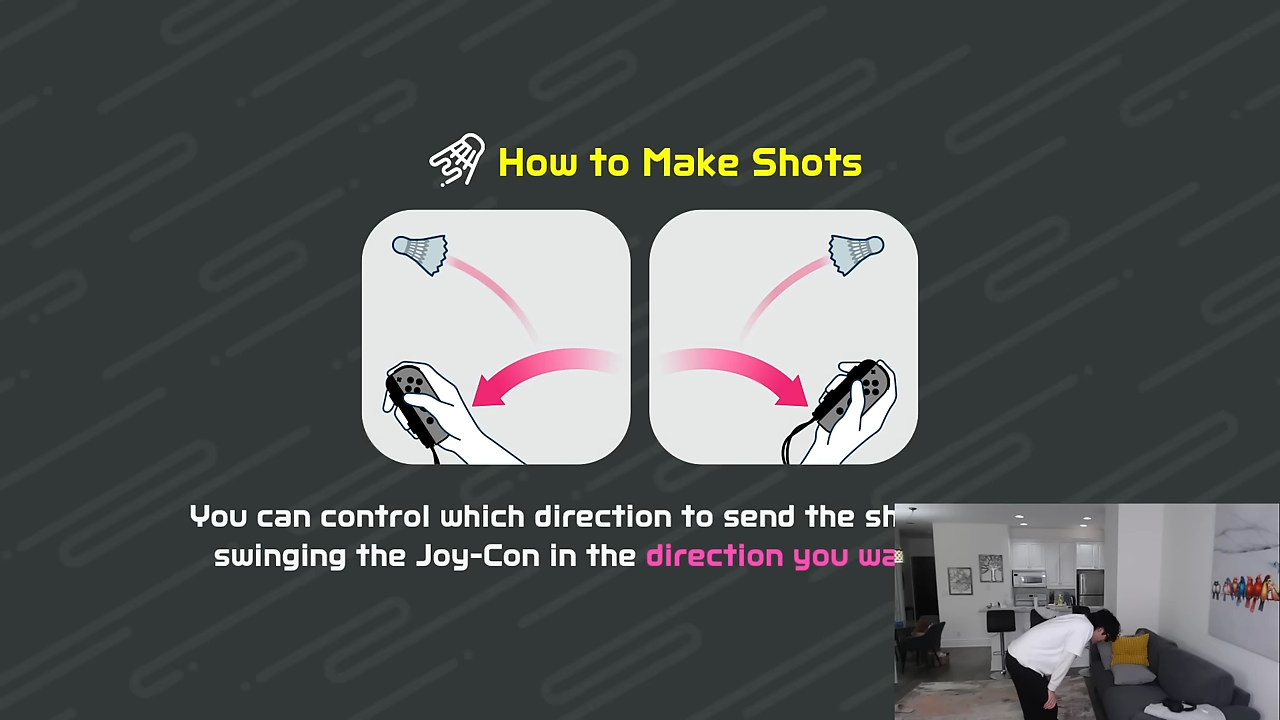 How to Make Shots
You can control which direction to send the
swinging the Joy-Con in the direction you